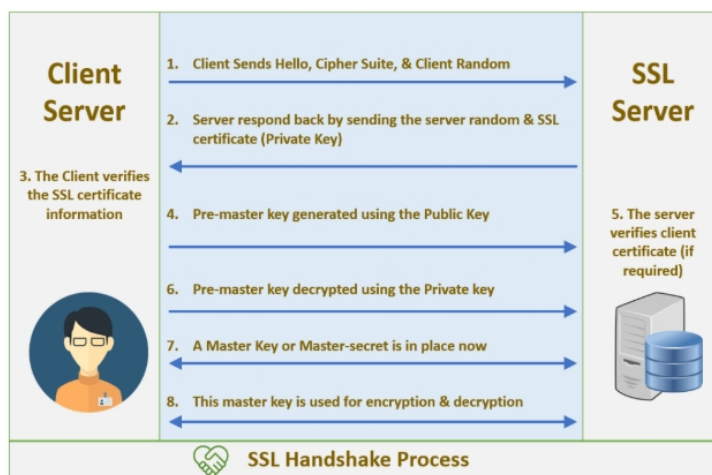 Client
Server
SSL
Server
1. Client Sends Hello, Cipher Suite, & Client Random
2. Server respond back by sending the server random & SSL
certificate (Private Key)
3. The Client verifies
the SSL certificate
information
4. Pre-master key generated using the Public Key
5. The server
verifies client
certificate (if
required)
6. Pre-master key decrypted using the Private key
7. A Master Key or Master-secret is in place now
8. This master key is used for encryption & decryption
SSL Handshake Process